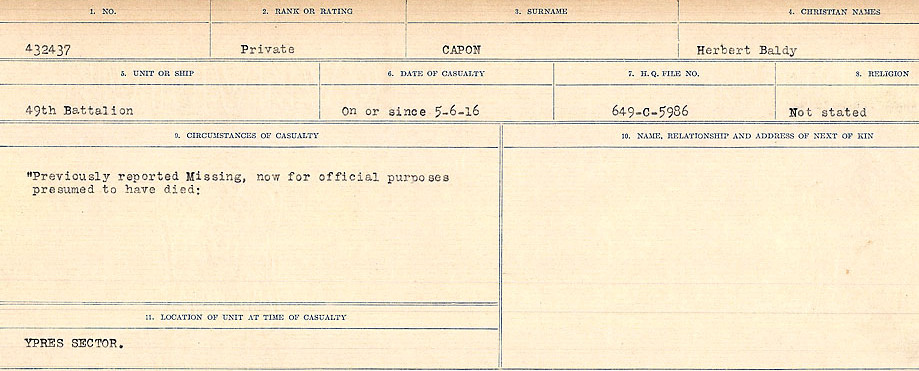 1. NO. 2. RANK OR RATING 3. SURNAME 4. CHRISTIAN NAMES
432437 Private CAPON Herbert Baldy
5. UNIT OR SHIP 6. DATE OF CASUALTY 7. H. Q. FILE NO. 8. RELIGION
49th Battalion On or since 5-6-16 649-C-5986 Not stated
9. CIRCUMSTANCES OF CASUALTY
"Previously reported Missing, now for official purposes
presumed to have died:
10. NAME, RELATIONSHIP AND ADDRESS OF NEXT OF KIN
11. LOCATION OF UNIT AT TIME OF CASUALTY
YPRES SECTOR.